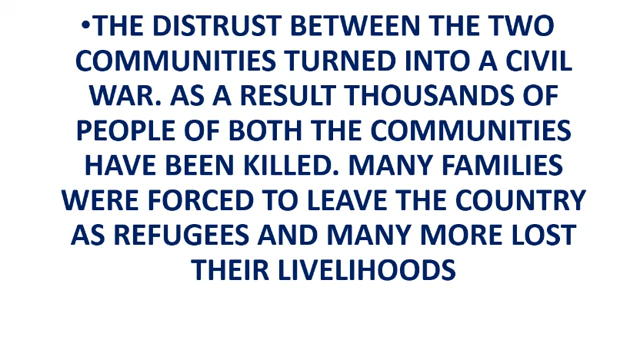 •THE DISTRUST BETWEEN THE TWO
COMMUNITIES TURNED INTO A CIVIL
WAR. AS A RESULT THOUSANDS OF
PEOPLE OF BOTH THE COMMUNITIES
HAVE BEEN KILLED. MANY FAMILIES
WERE FORCED TO LEAVE THE COUNTRY
AS REFUGEES AND MANY MORE LOST
THEIR LIVELIHOODS